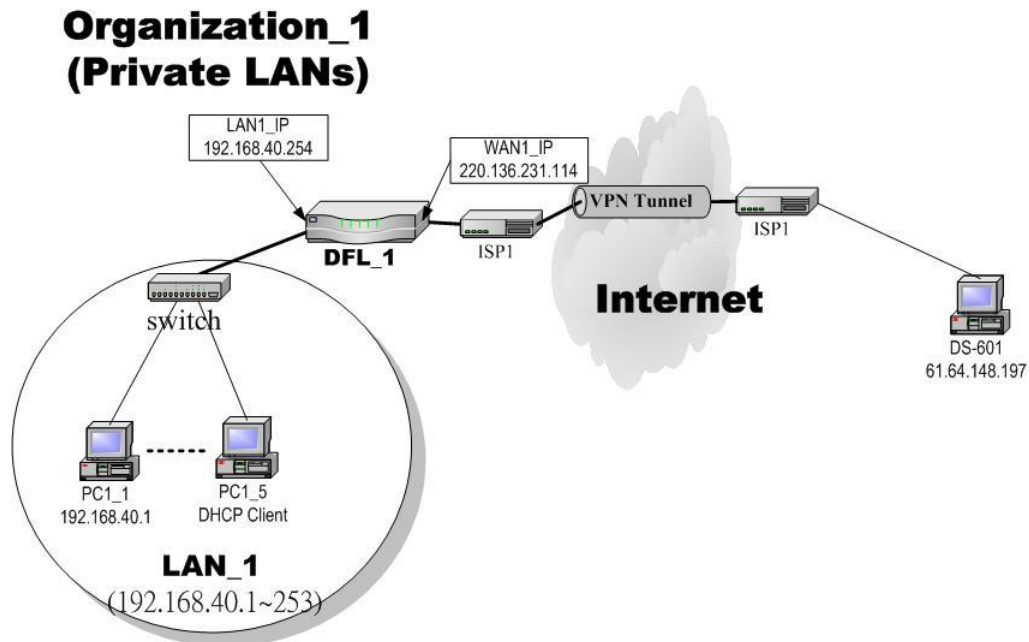 Organization_1
(Private LANs)
LAN1_IP
192.168.40.254
WAN1_IP
220.136.231.114
DFL_1
ISP1
VPN Tunnel
ISP1
Internet
DS-601
61.64.148.197
switch
PC1_1
192.168.40.1
PC1_5
DHCP Client
LAN_1
(192.168.40.1~253)